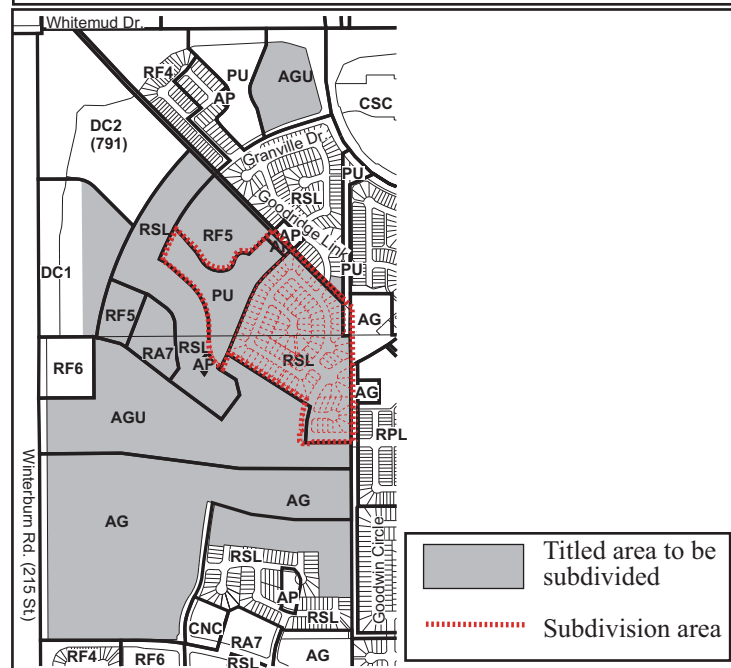 Whitemud Dr.
RF4
PU
AP
AGU
CSC
DC2
(791)
Granville Dr.
PU
RSL
Goodridge Link
RSL
RF5
AP
PU
DC1
PU
RF5
AG
RA7
RSL
AP
RSL
RF6
AG
AGU
RPL
Winterburn Rd. (215 St)
AG
AG
Goodwin Circle
RSL
AP
RSL
CNC
RA7
RSL
AG
RF4
RF6
Titled area to be
subdivided
Subdivision area